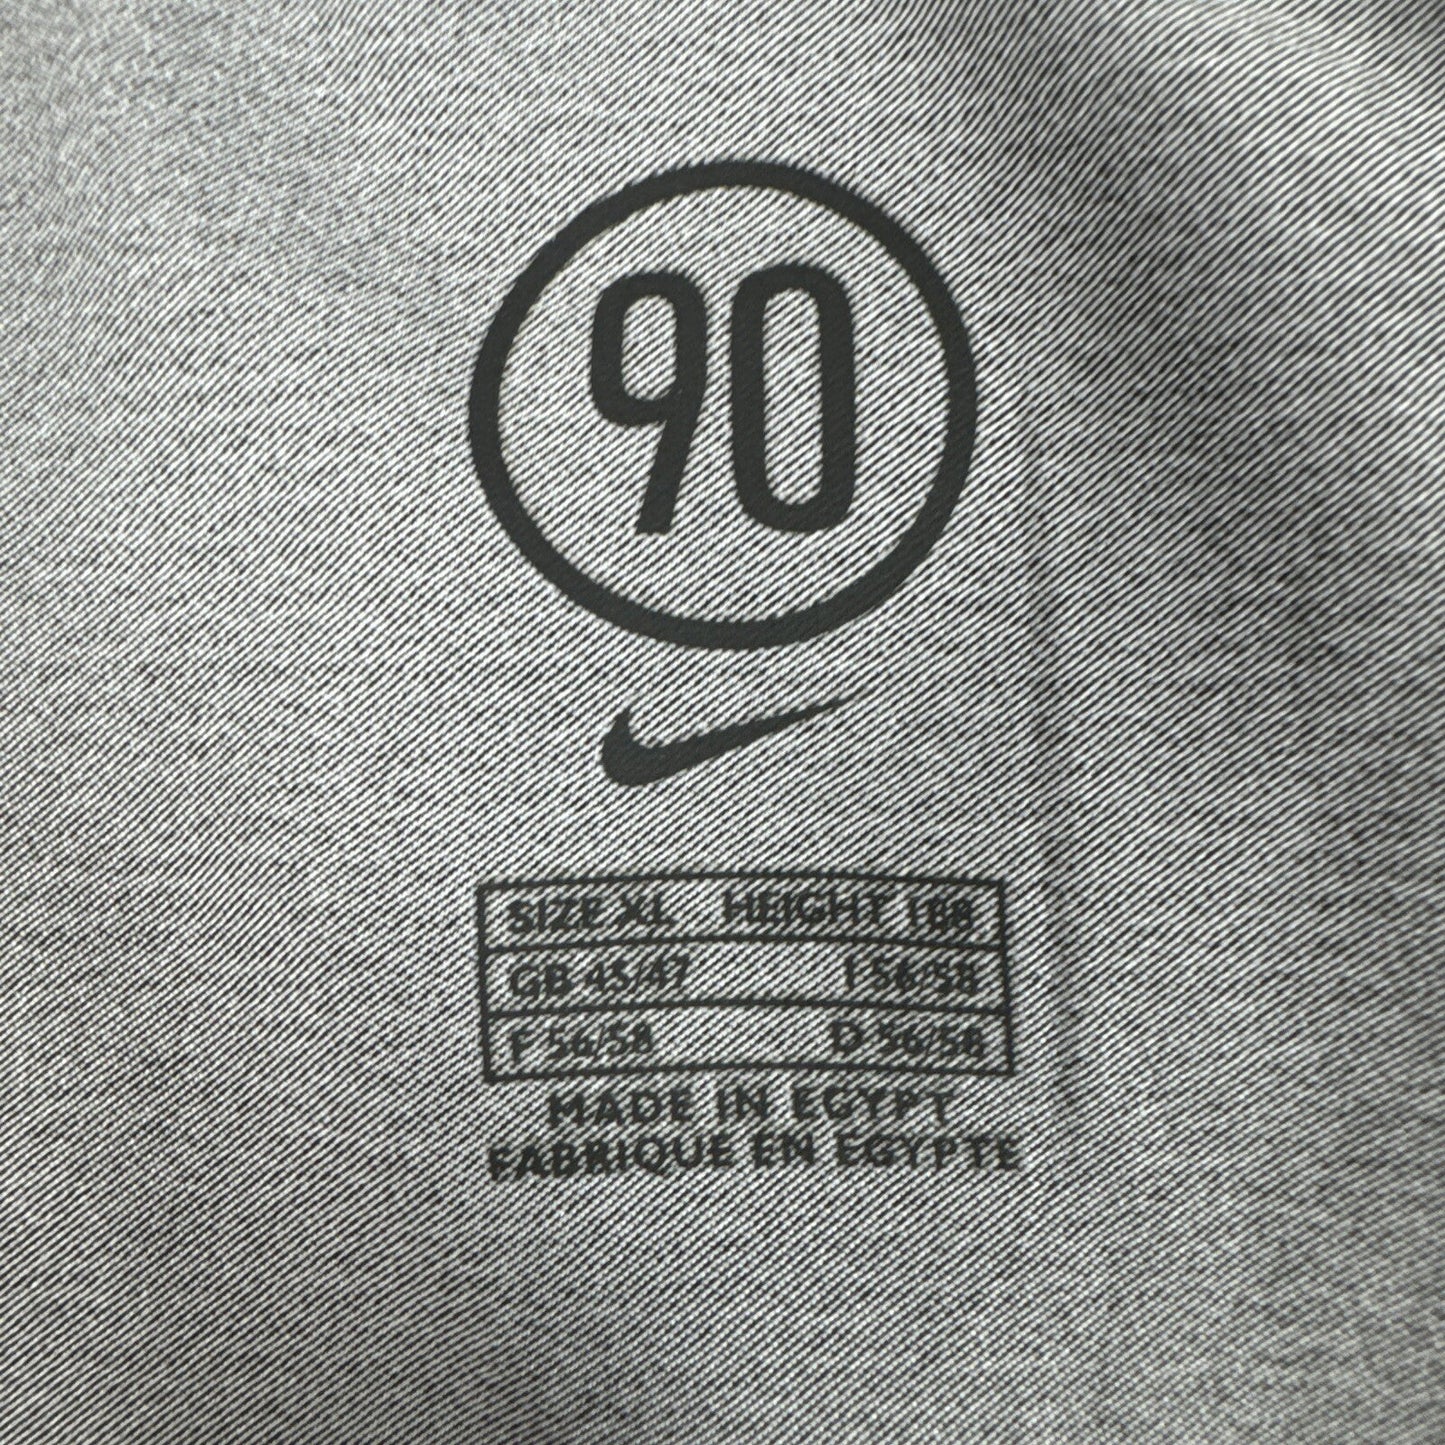 90
SIZE XL HEIGHT 188
GB 45/47 I 56/58
F 56/58 D 56/58
MADE IN EGYPT
FABRIQUE EN EGYPTE